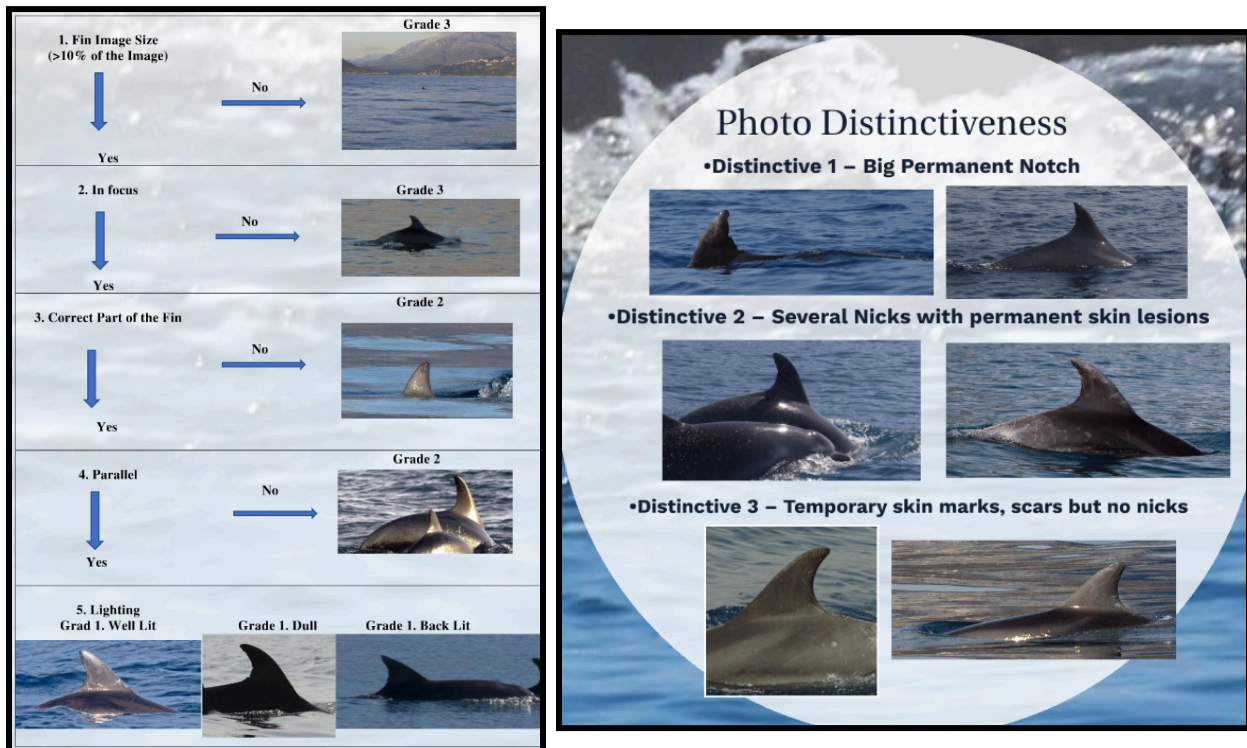 Grade 3
1. Fin Image Size
(>10% of the Image)
No
Yes
Grade 3
2. In focus
No
Yes
Grade 2
3. Correct Part of the Fin
No
Yes
Grade 2
4. Parallel
No
Yes
5. Lighting
Grad 1. Well Lit
Grade 1. Dull
Grade 1. Back Lit
Photo Distinctiveness
•Distinctive 1 – Big Permanent Notch
•Distinctive 2 – Several Nicks with permanent skin lesions
•Distinctive 3 – Temporary skin marks, scars but no nicks